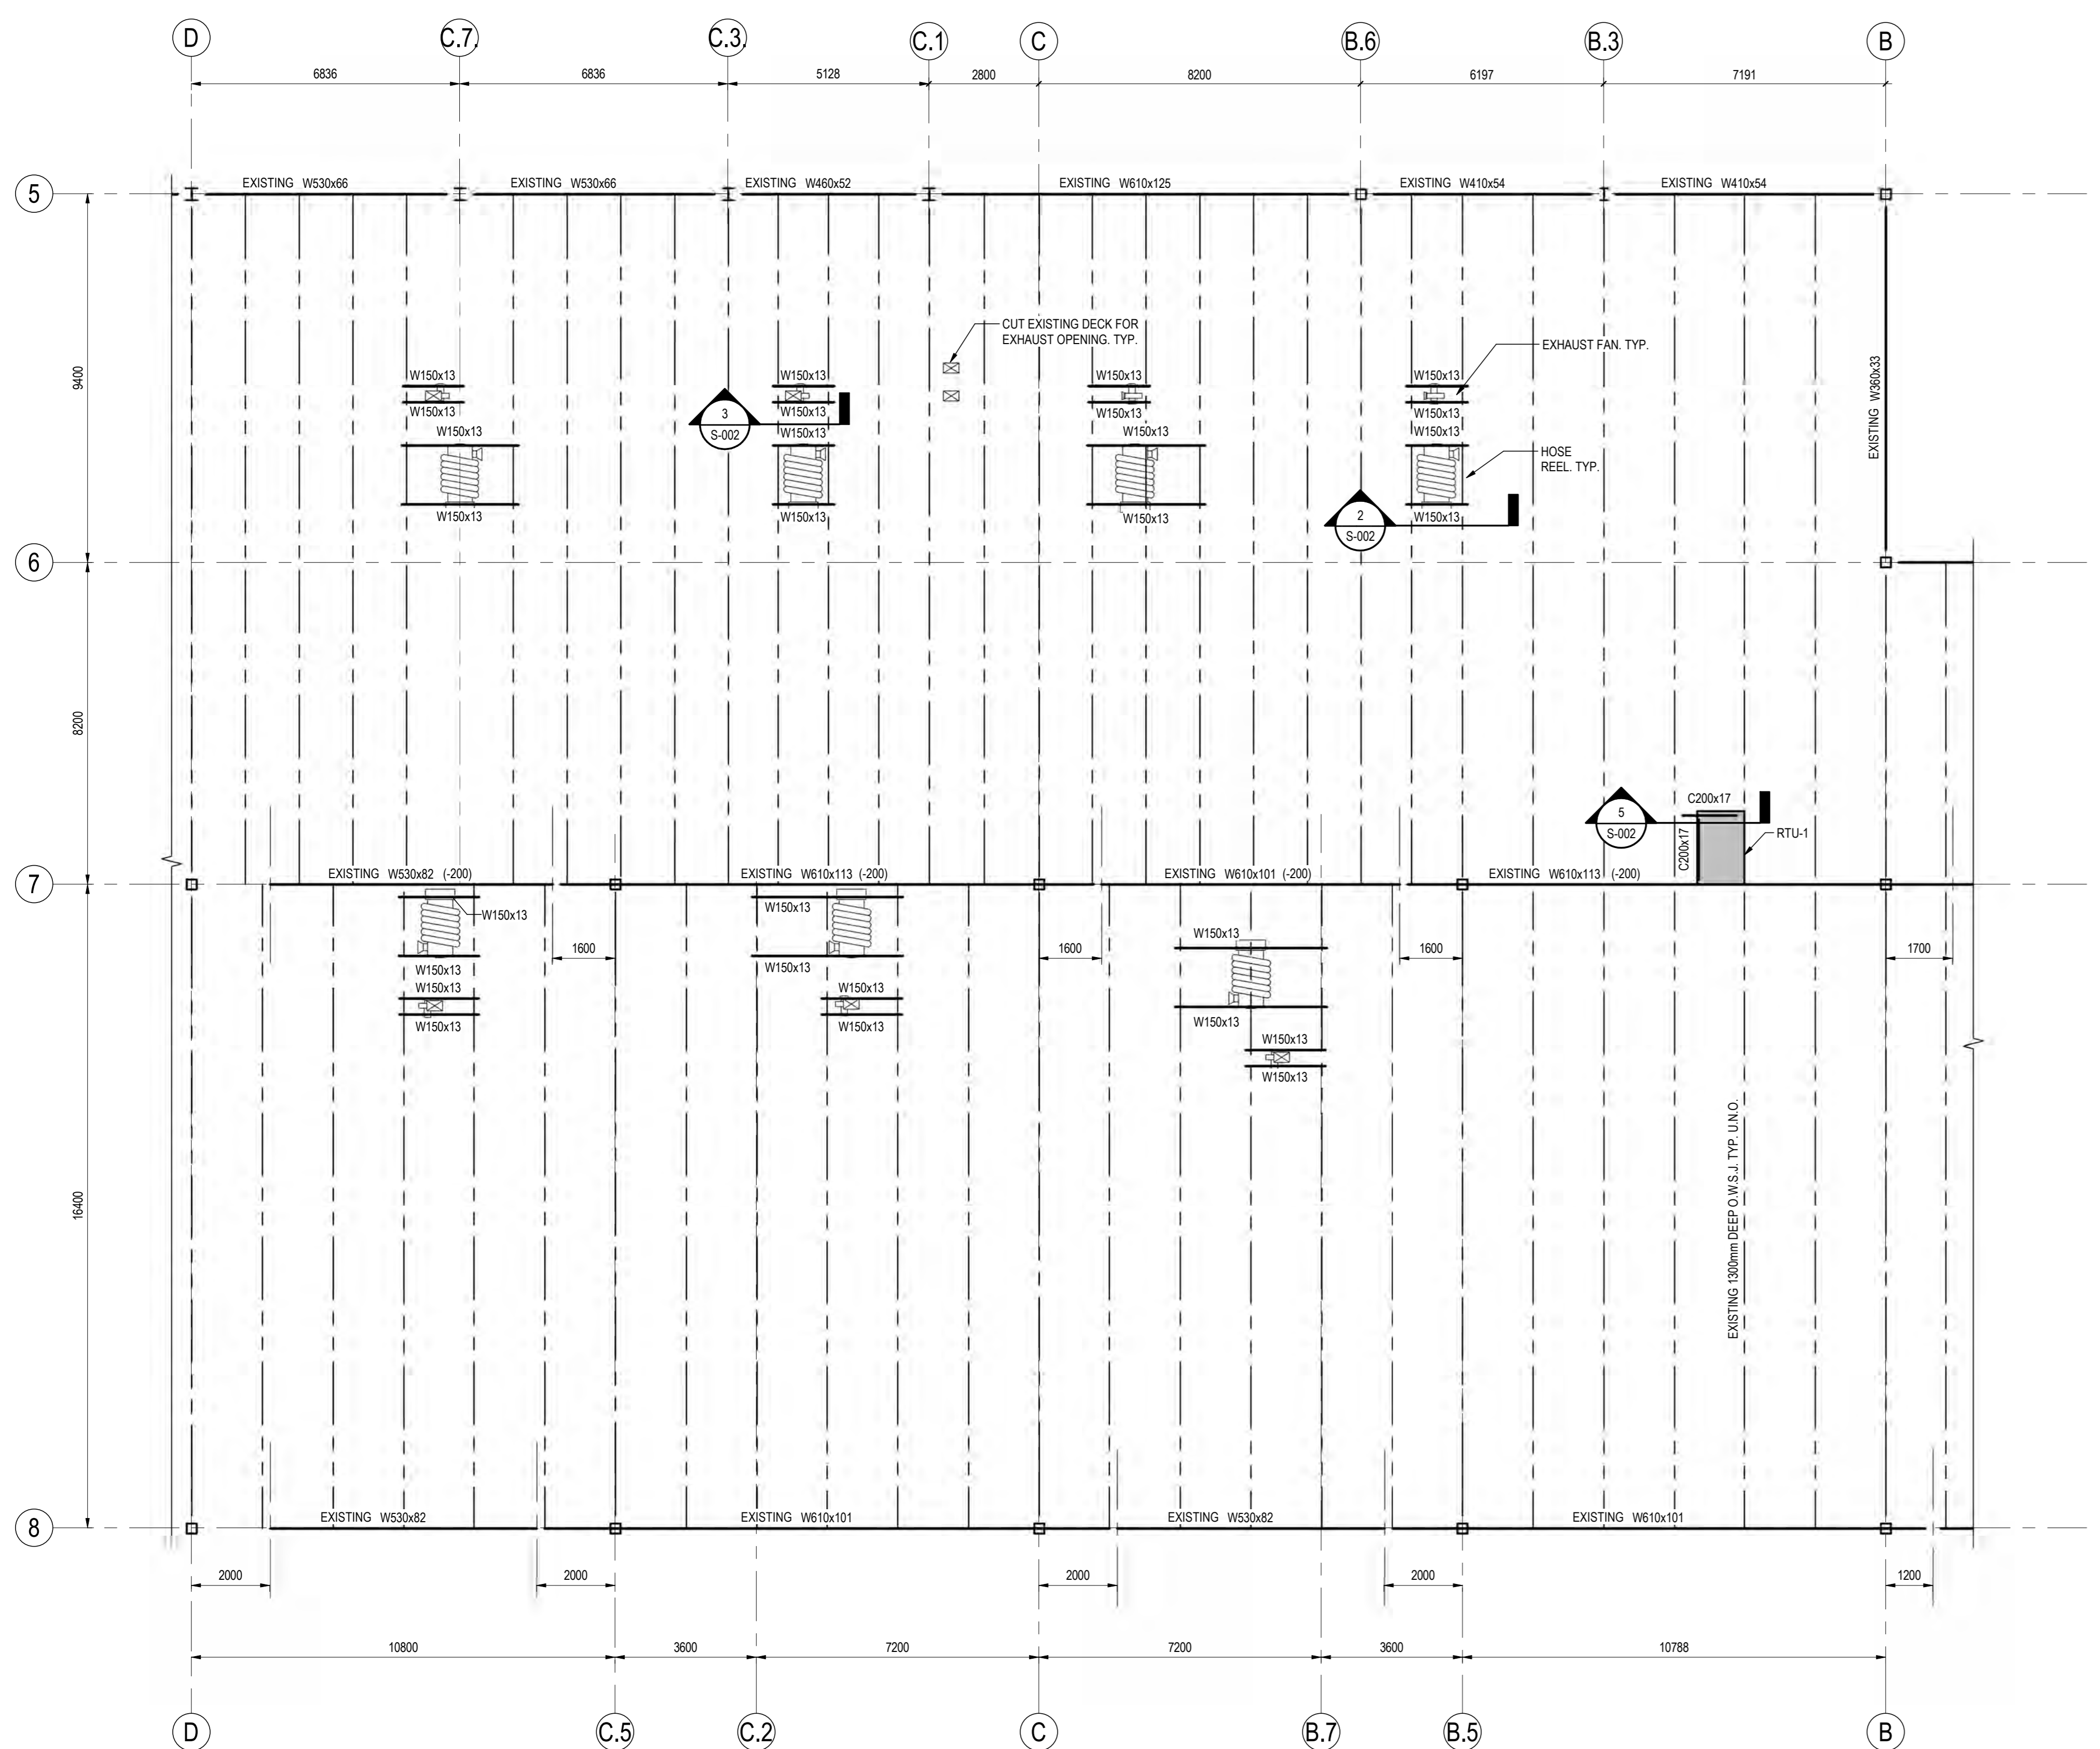 D C.7. C.3. C.1 C B.6 B.3 B
6836 6836 5128 2800 8200 6197 7191
5
EXISTING W530x66 EXISTING W530x66 EXISTING W460x52 EXISTING W610x125 EXISTING W410x54 EXISTING W410x54
CUT EXISTING DECK FOR
EXHAUST OPENING. TYP.
EXHAUST FAN. TYP.
9400
EXISTING W360x33
W150x13 W150x13 W150x13 W150x13
W150x13 W150x13 W150x13 W150x13
3
S-002
W150x13 W150x13 W150x13 W150x13
HOSE
REEL. TYP.
W150x13 W150x13 W150x13 W150x13
2
S-002
6
8200
C200x17
5
S-002
C200x17
RTU-1
7
EXISTING W530x82 (-200) EXISTING W610x113 (-200) EXISTING W610x101 (-200) EXISTING W610x113 (-200)
W150x13 W150x13
W150x13
1600 1600 1600 1700
W150x13 W150x13
W150x13 W150x13
W150x13 W150x13
W150x13
W150x13
W150x13
16400
EXISTING 1300mm DEEP O.W.S.J. TYP. U.N.O.
8
EXISTING W530x82 EXISTING W610x101 EXISTING W530x82 EXISTING W610x101
2000 2000 2000 2000 1200
10800 3600 7200 7200 3600 10788
D C.5 C.2 C B.7 B.5 B